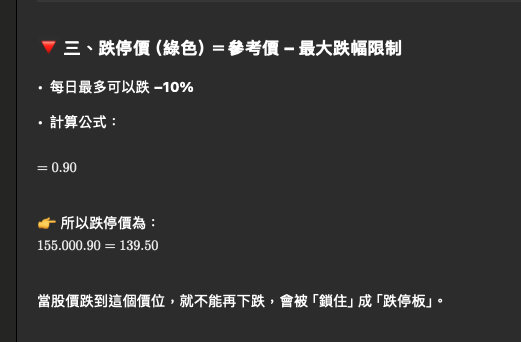 🔻 三、跌停價 (綠色) ＝參考價 – 最大跌幅限制
• 每日最多可以跌 –10%
• 計算公式：
= 0.90
👉 所以跌停價為：
155.000.90 = 139.50
當股價跌到這個價位，就不能再下跌，會被「鎖住」成「跌停板」。